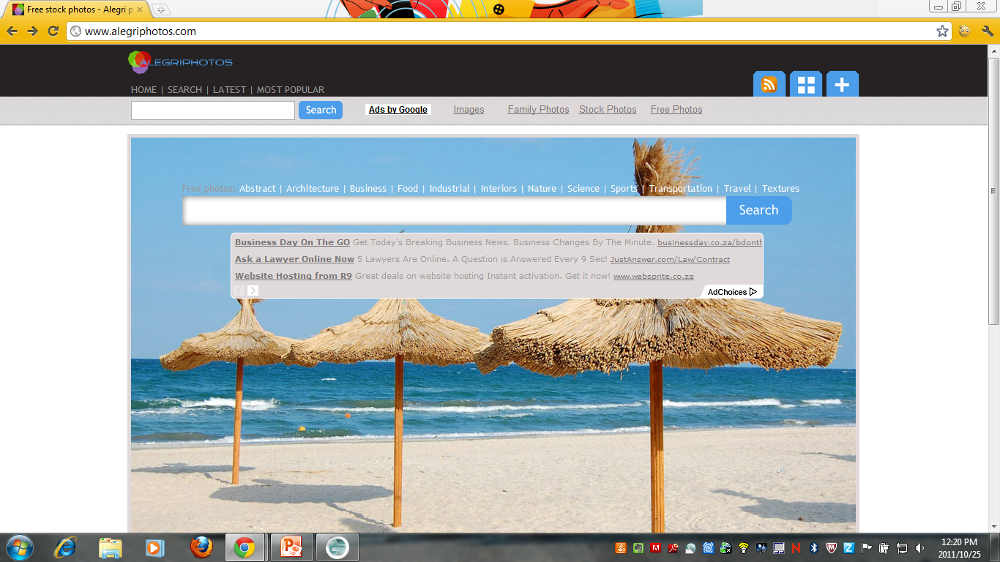 Free stock photos - Alegri p
www.alegriphotos.com
ALEGRIPHOTOS
HOME | SEARCH | LATEST | MOST POPULAR
Search Ads by Google Images Family Photos Stock Photos Free Photos
Free photos: Abstract | Architecture | Business | Food | Industrial | Interiors | Nature | Science | Sports | Transportation | Travel | Textures
Search
Business Day On The GO Get Today's Breaking Business News. Business Changes By The Minute. businessday.co.za/bdonth
Ask a Lawyer Online Now 5 Lawyers Are Online. A Question is Answered Every 9 Sec! JustAnswer.com/Law/Contract
Website Hosting from R9 Great deals on website hosting Instant activation. Get it now! www.websprite.co.za
AdChoices
12:20 PM
2011/10/25